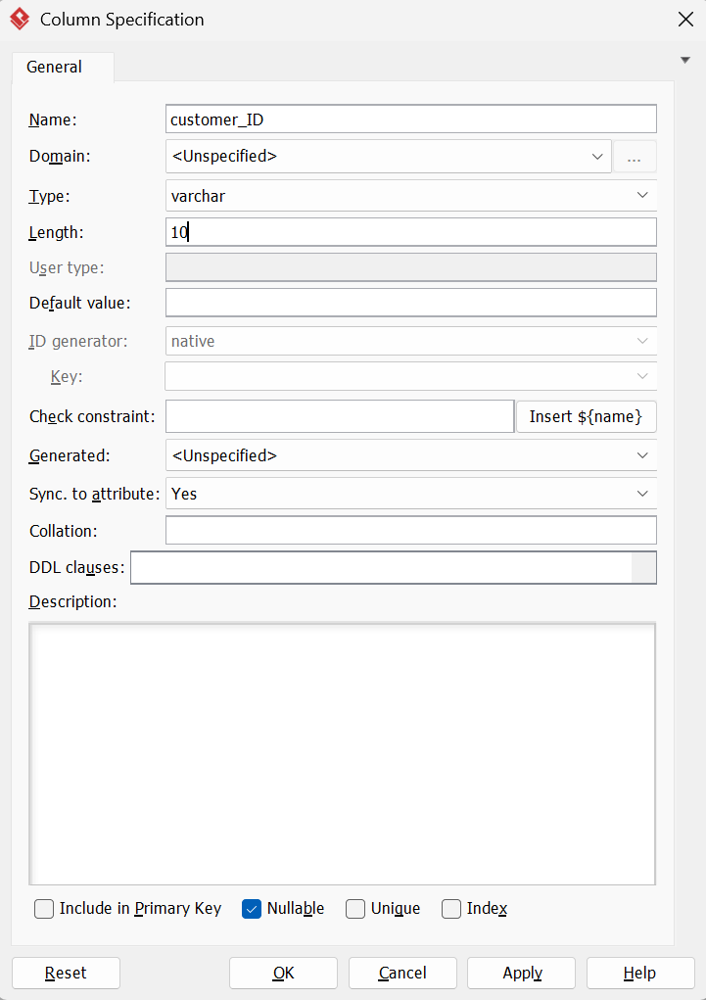 Column Specification
General
Name: customer_ID
Domain: <Unspecified> ...
Type: varchar
Length: 10
User type:
Default value:
ID generator: native
Key:
Check constraint: Insert ${name}
Generated: <Unspecified>
Sync. to attribute: Yes
Collation:
DDL clauses:
Description:
Include in Primary Key Nullable Unique Index
Reset OK Cancel Apply Help